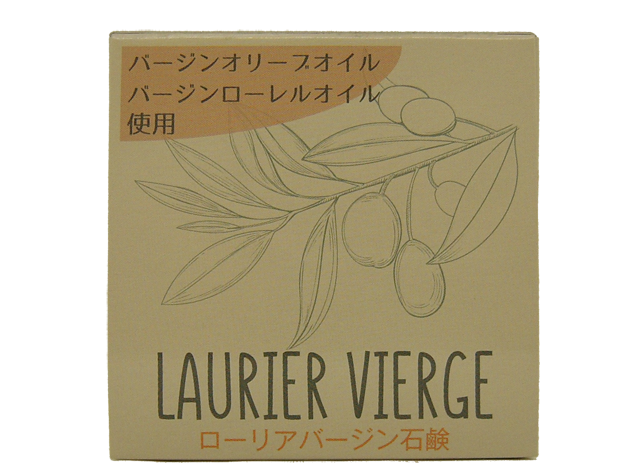 バージンオリーブオイル
バージンローレルオイル
使用
LAURIER VIERGE
ローリアバージン石鹸